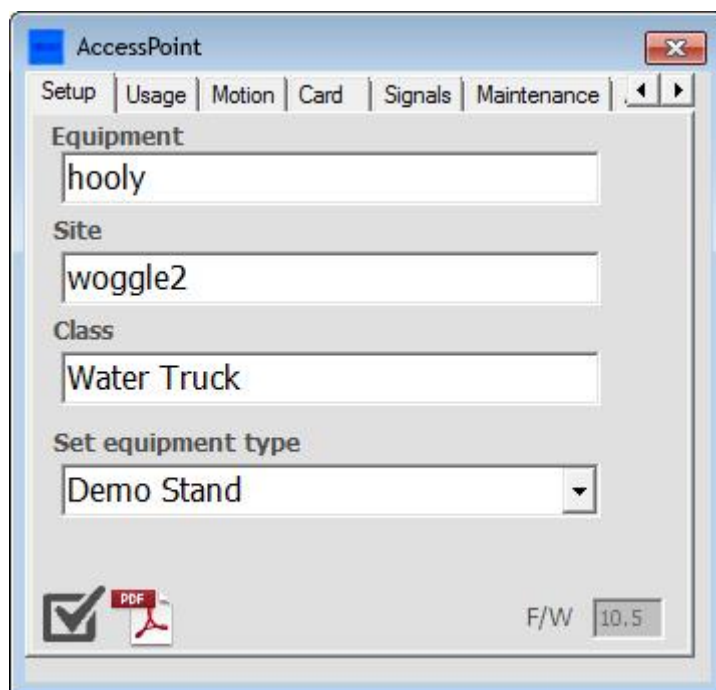 AccessPoint
Setup Usage Motion Card Signals Maintenance
Equipment
hooly
Site
woggle2
Class
Water Truck
Set equipment type
Demo Stand
PDF
F/W 10.5